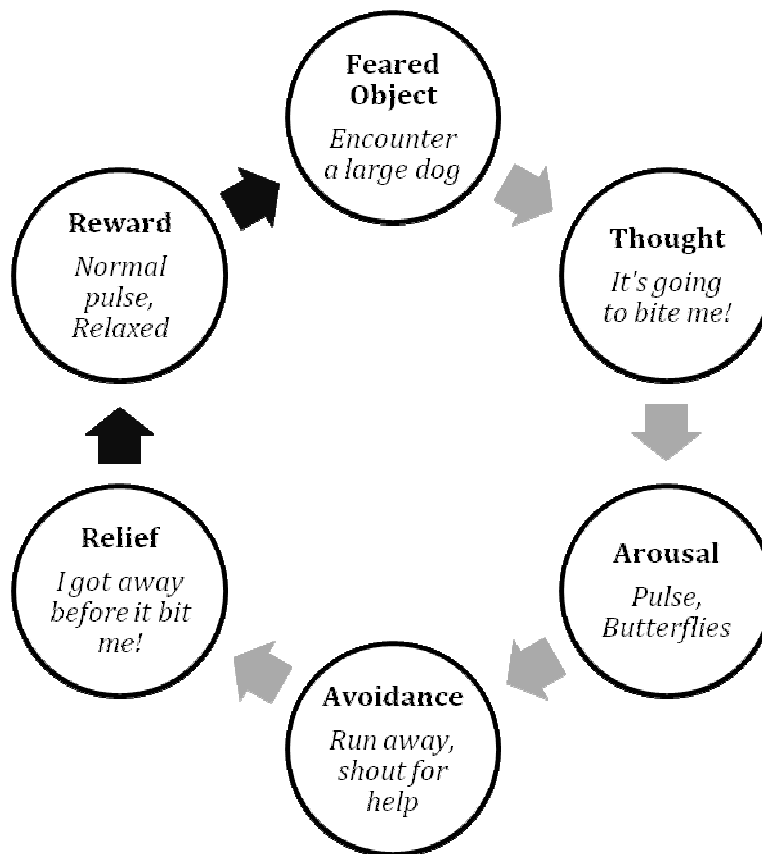 Feared
Object
Encounter
a large dog
Thought
It's going
to bite me!
Arousal
Pulse,
Butterflies
Avoidance
Run away,
shout for
help
Relief
I got away
before it bit
me!
Reward
Normal
pulse,
Relaxed